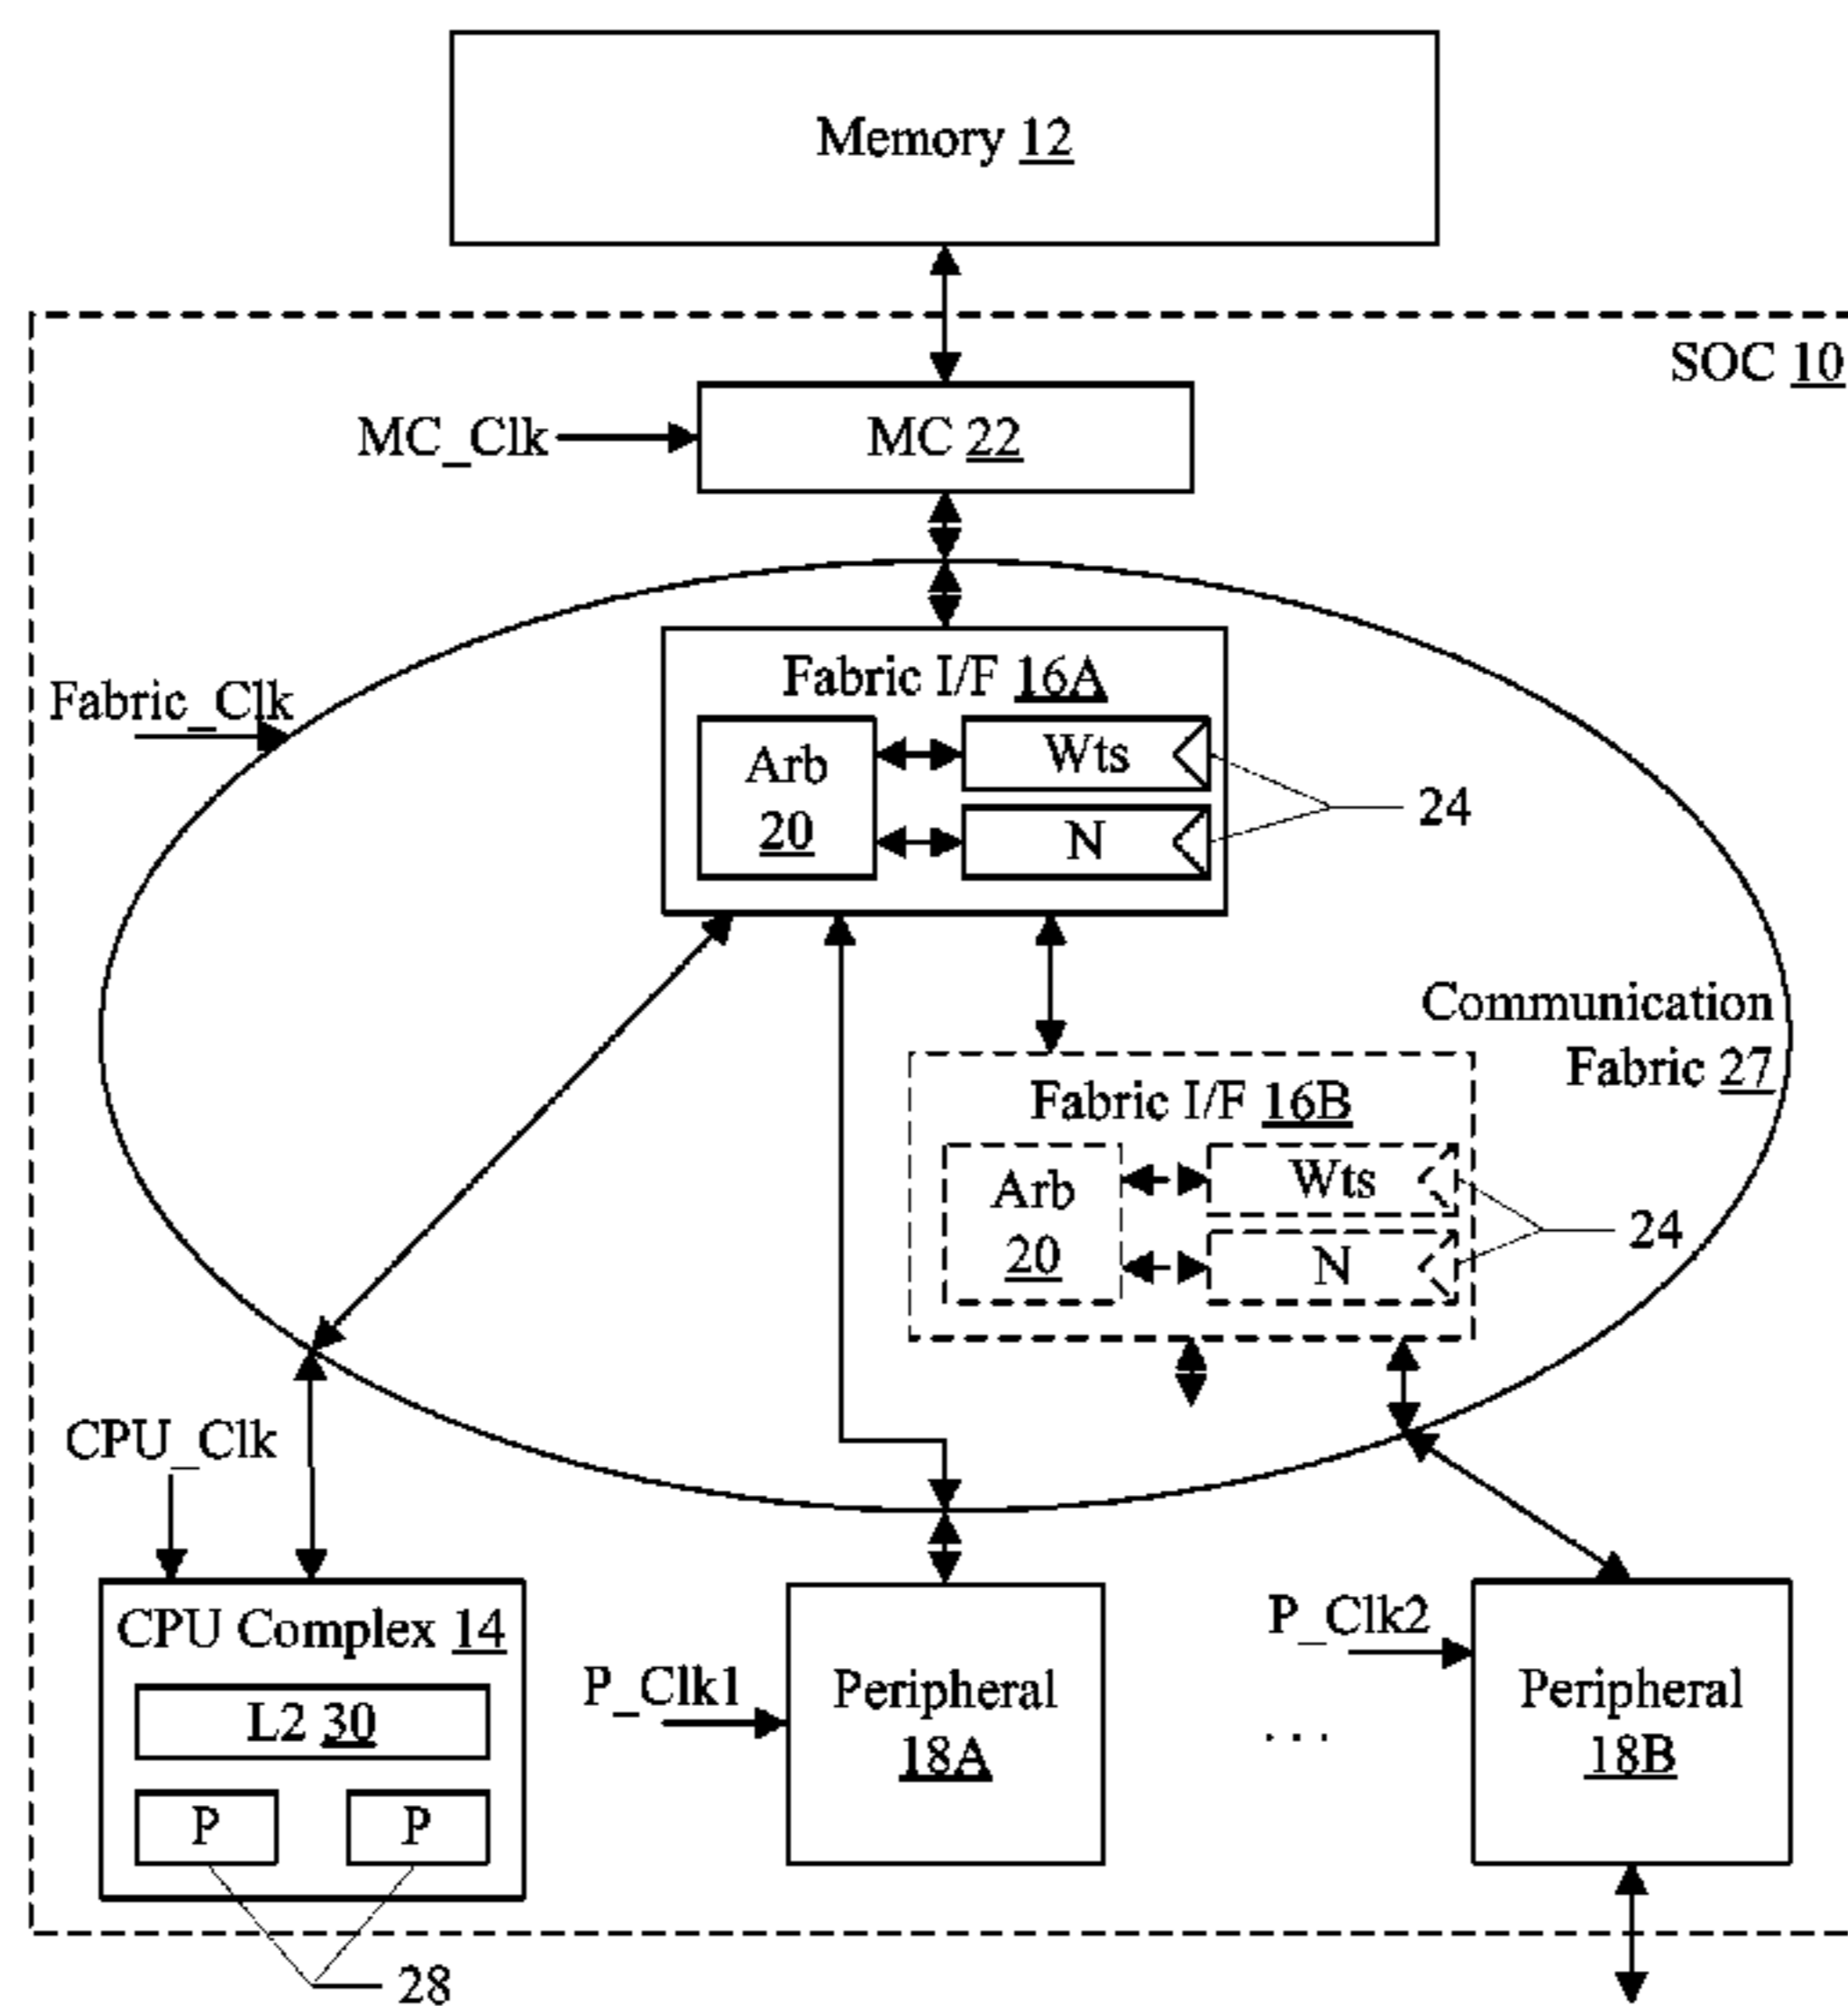 Memory 12
SOC 10
MC_Clk
MC 22
Fabric_Clk
Fabric I/F 16A
Arb
20
Wts
N
24
Communication
Fabric 27
Fabric I/F 16B
Arb
20
Wts
N
24
CPU_Clk
CPU Complex 14
L2 30
P
P
28
P_Clk1
Peripheral
18A
. . .
P_Clk2
Peripheral
18B